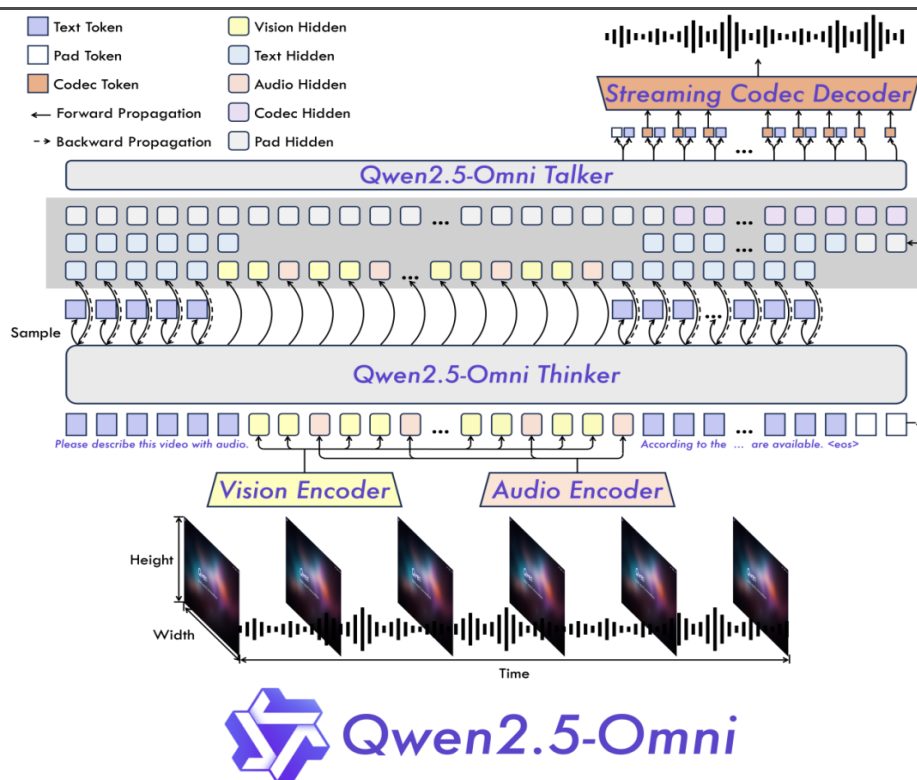 Text Token
Vision Hidden
Pad Token
Text Hidden
Codec Token
Audio Hidden
Forward Propagation
Codec Hidden
Backward Propagation
Pad Hidden
Streaming Codec Decoder
...
Qwen2.5-Omni Talker
...
...
...
...
...
Sample
Qwen2.5-Omni Thinker
...
...
Please describe this video with audio.
According to the ... are available. <eos>
Vision Encoder
Audio Encoder
Height
Width
Time
Qwen2.5-Omni